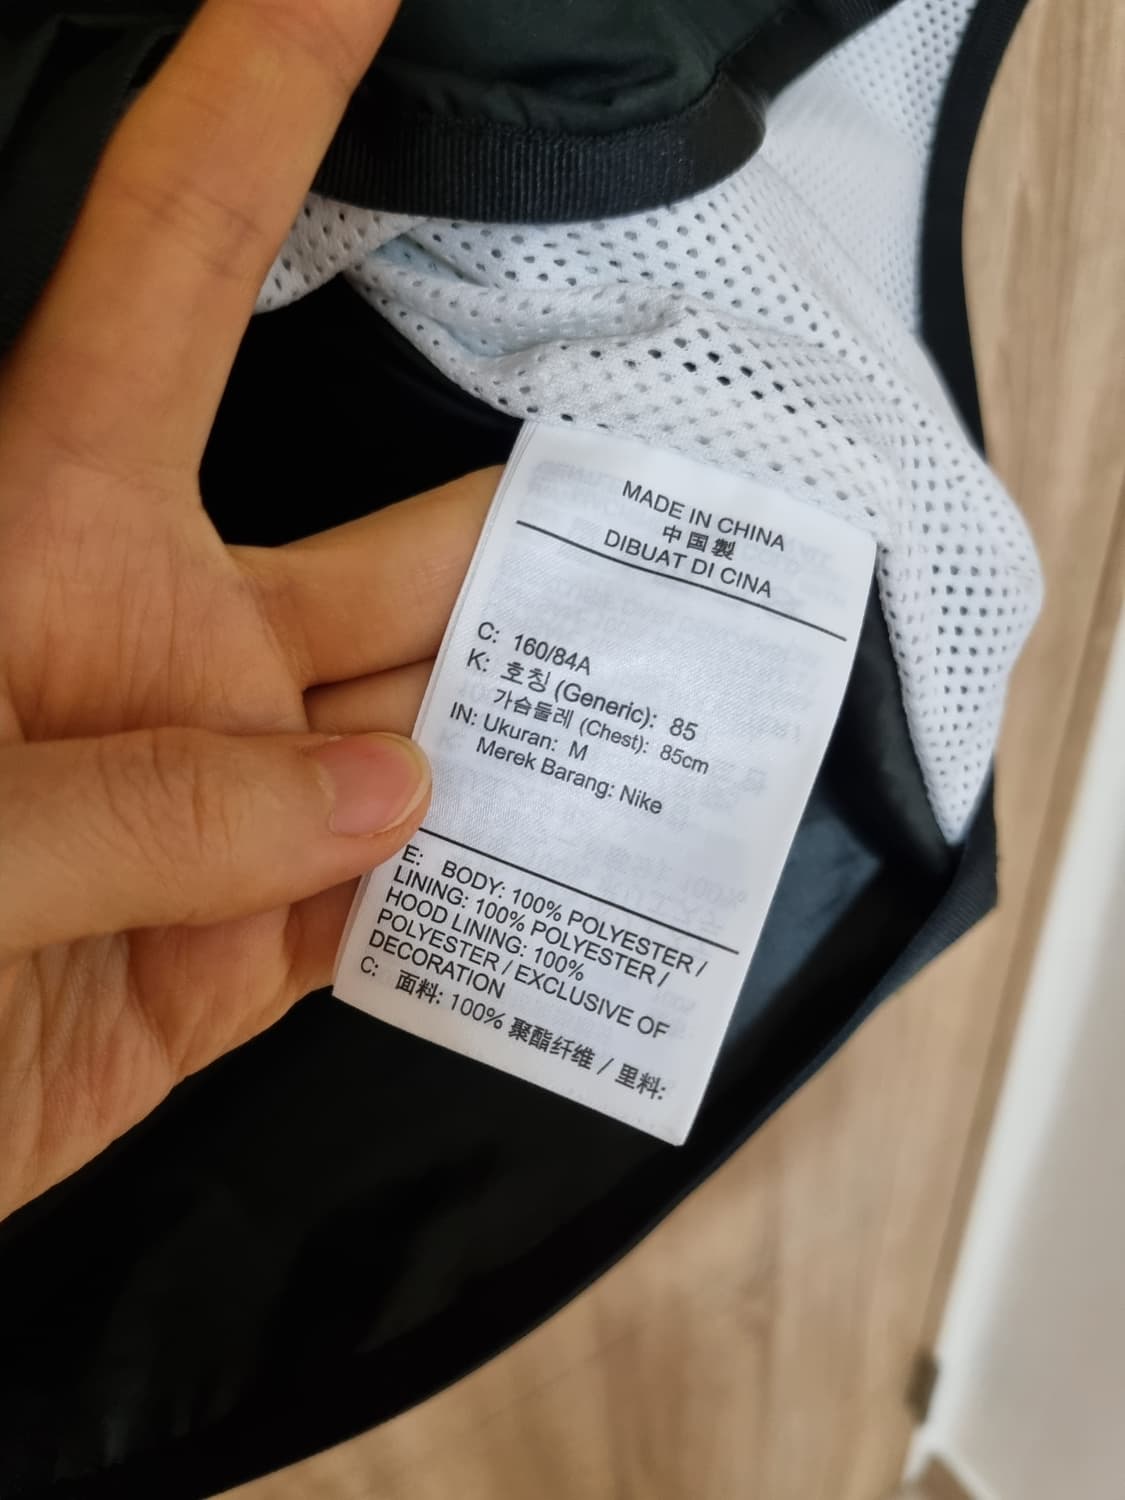 MADE IN CHINA
中国製
DIBUAT DI CINA
C: 160/84A
K: 호칭 (Generic): 85
가슴둘레 (Chest): 85cm
IN: Ukuran: M
Merek Barang: Nike
E: BODY: 100% POLYESTER /
LINING: 100% POLYESTER /
HOOD LINING: 100%
POLYESTER / EXCLUSIVE OF
DECORATION
C: 面料: 100% 聚酯纤维 / 里料: